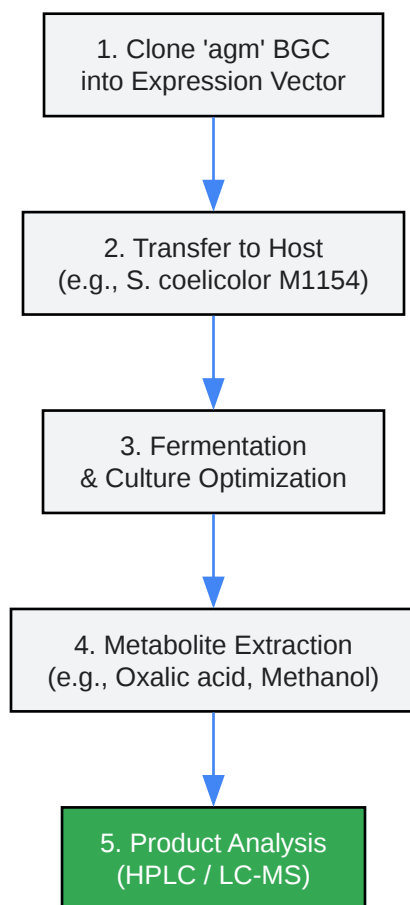 1. Clone 'agm' BGC
into Expression Vector
2. Transfer to Host
(e.g., S. coelicolor M1154)
3. Fermentation
& Culture Optimization
4. Metabolite Extraction
(e.g., Oxalic acid, Methanol)
5. Product Analysis
(HPLC / LC-MS)